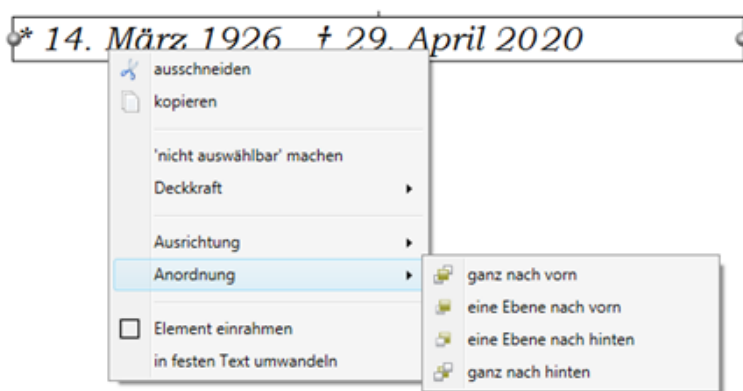 * 14. März 1926 † 29. April 2020
ausschneiden
kopieren
'nicht auswählbar' machen
Deckkraft
Ausrichtung
Anordnung
Element einrahmen
in festen Text umwandeln
ganz nach vorn
eine Ebene nach vorn
eine Ebene nach hinten
ganz nach hinten